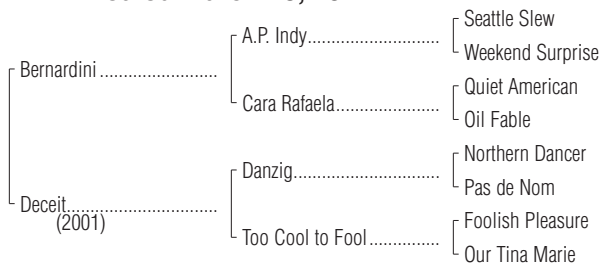 Seattle Slew
A.P. Indy
Weekend Surprise
Bernardini
Quiet American
Cara Rafaela
Oil Fable
Northern Dancer
Danzig
Pas de Nom
Deceit
(2001)
Foolish Pleasure
Too Cool to Fool
Our Tina Marie